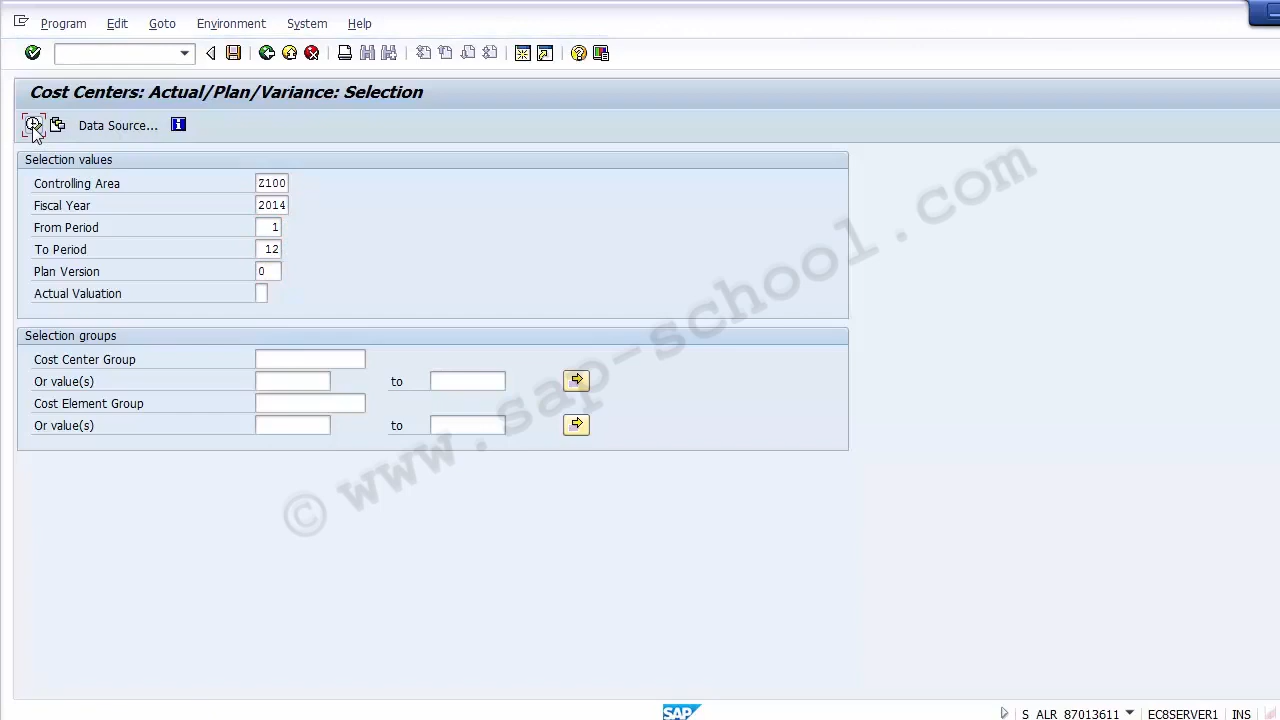 Program Edit Goto Environment System Help
Cost Centers: Actual/Plan/Variance: Selection
Data Source...
Selection values
Controlling Area Z100
Fiscal Year 2014
From Period 1
To Period 12
Plan Version 0
Actual Valuation
Selection groups
Cost Center Group
Or value(s) to
Cost Element Group
Or value(s) to
© www.sap-school.com
SAP S_ALR_87013611 EC8SERVER1 INS